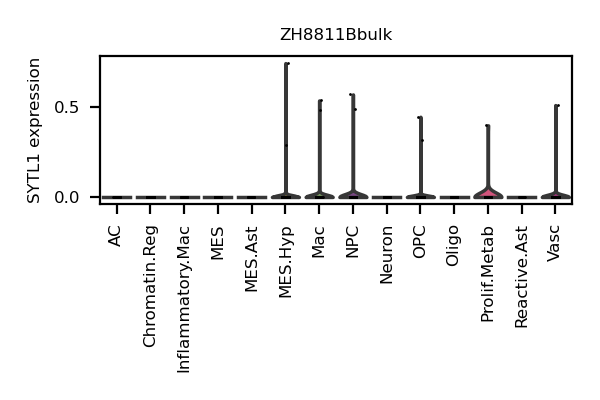 ZH8811Bbulk
SYTL1 expression
0.5
0.0
AC
Chromatin.Reg
Inflammatory.Mac
MES
MES.Ast
MES.Hyp
Mac
NPC
Neuron
OPC
Oligo
Prolif.Metab
Reactive.Ast
Vasc